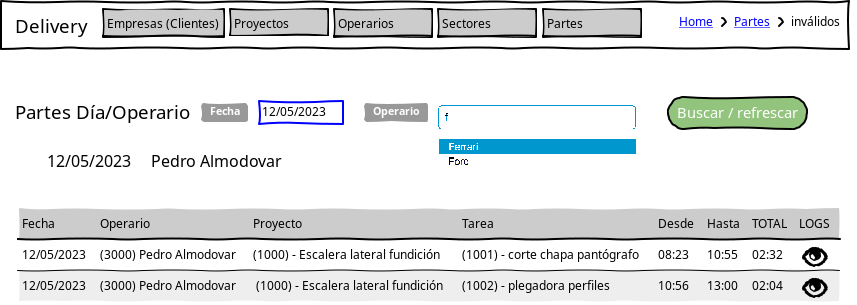 Delivery Empresas (Clientes) Proyectos Operarios Sectores Partes Home Partes inválidos
Partes Día/Operario Fecha 12/05/2023 Operario f Buscar / refrescar
Ferrari
12/05/2023 Pedro Almodovar Ford
Fecha Operario Proyecto Tarea Desde Hasta TOTAL LOGS
12/05/2023 (3000) Pedro Almodovar (1000) - Escalera lateral fundición (1001) - corte chapa pantógrafo 08:23 10:55 02:32
12/05/2023 (3000) Pedro Almodovar (1000) - Escalera lateral fundición (1002) - plegadora perfiles 10:56 13:00 02:04